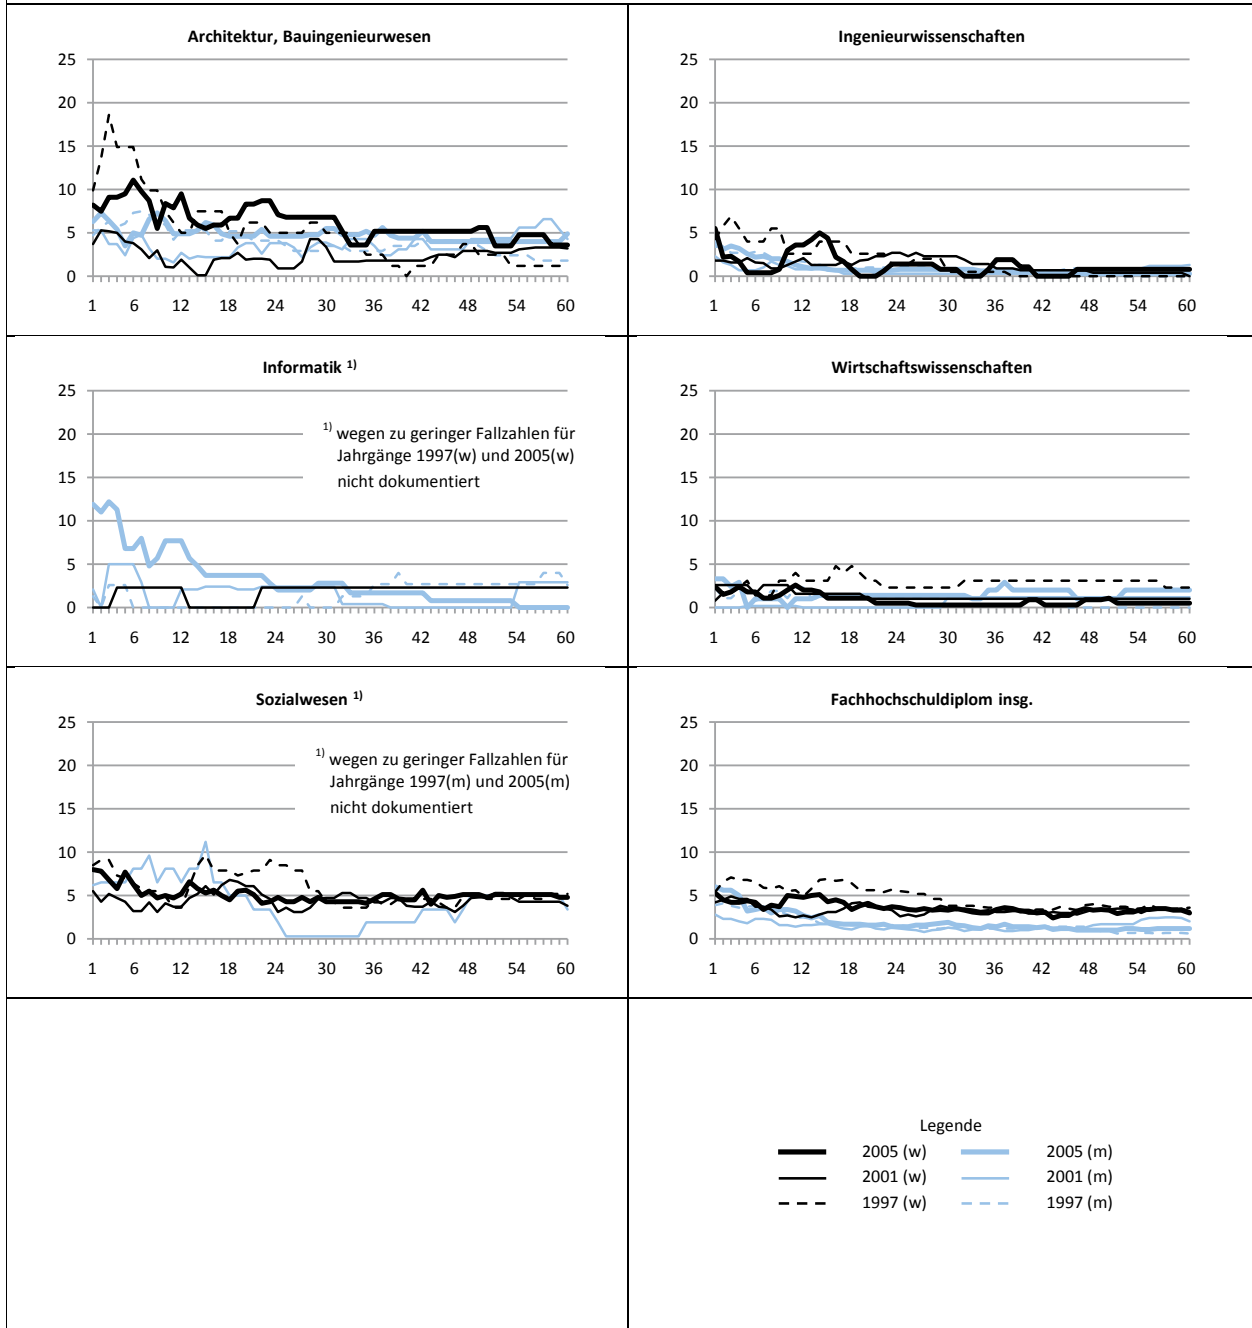 Architektur, Bauingenieurwesen
25
20
15
10
5
0
1 6 12 18 24 30 36 42 48 54 60
Ingenieurwissenschaften
25
20
15
10
5
0
1 6 12 18 24 30 36 42 48 54 60
Informatik 1)
1) wegen zu geringer Fallzahlen für
Jahrgänge 1997(w) und 2005(w)
nicht dokumentiert
25
20
15
10
5
0
1 6 12 18 24 30 36 42 48 54 60
Wirtschaftswissenschaften
25
20
15
10
5
0
1 6 12 18 24 30 36 42 48 54 60
Sozialwesen 1)
1) wegen zu geringer Fallzahlen für
Jahrgänge 1997(m) und 2005(m)
nicht dokumentiert
25
20
15
10
5
0
1 6 12 18 24 30 36 42 48 54 60
Fachhochschuldiplom insg.
25
20
15
10
5
0
1 6 12 18 24 30 36 42 48 54 60
Legende
2005 (w) 2005 (m)
2001 (w) 2001 (m)
1997 (w) 1997 (m)